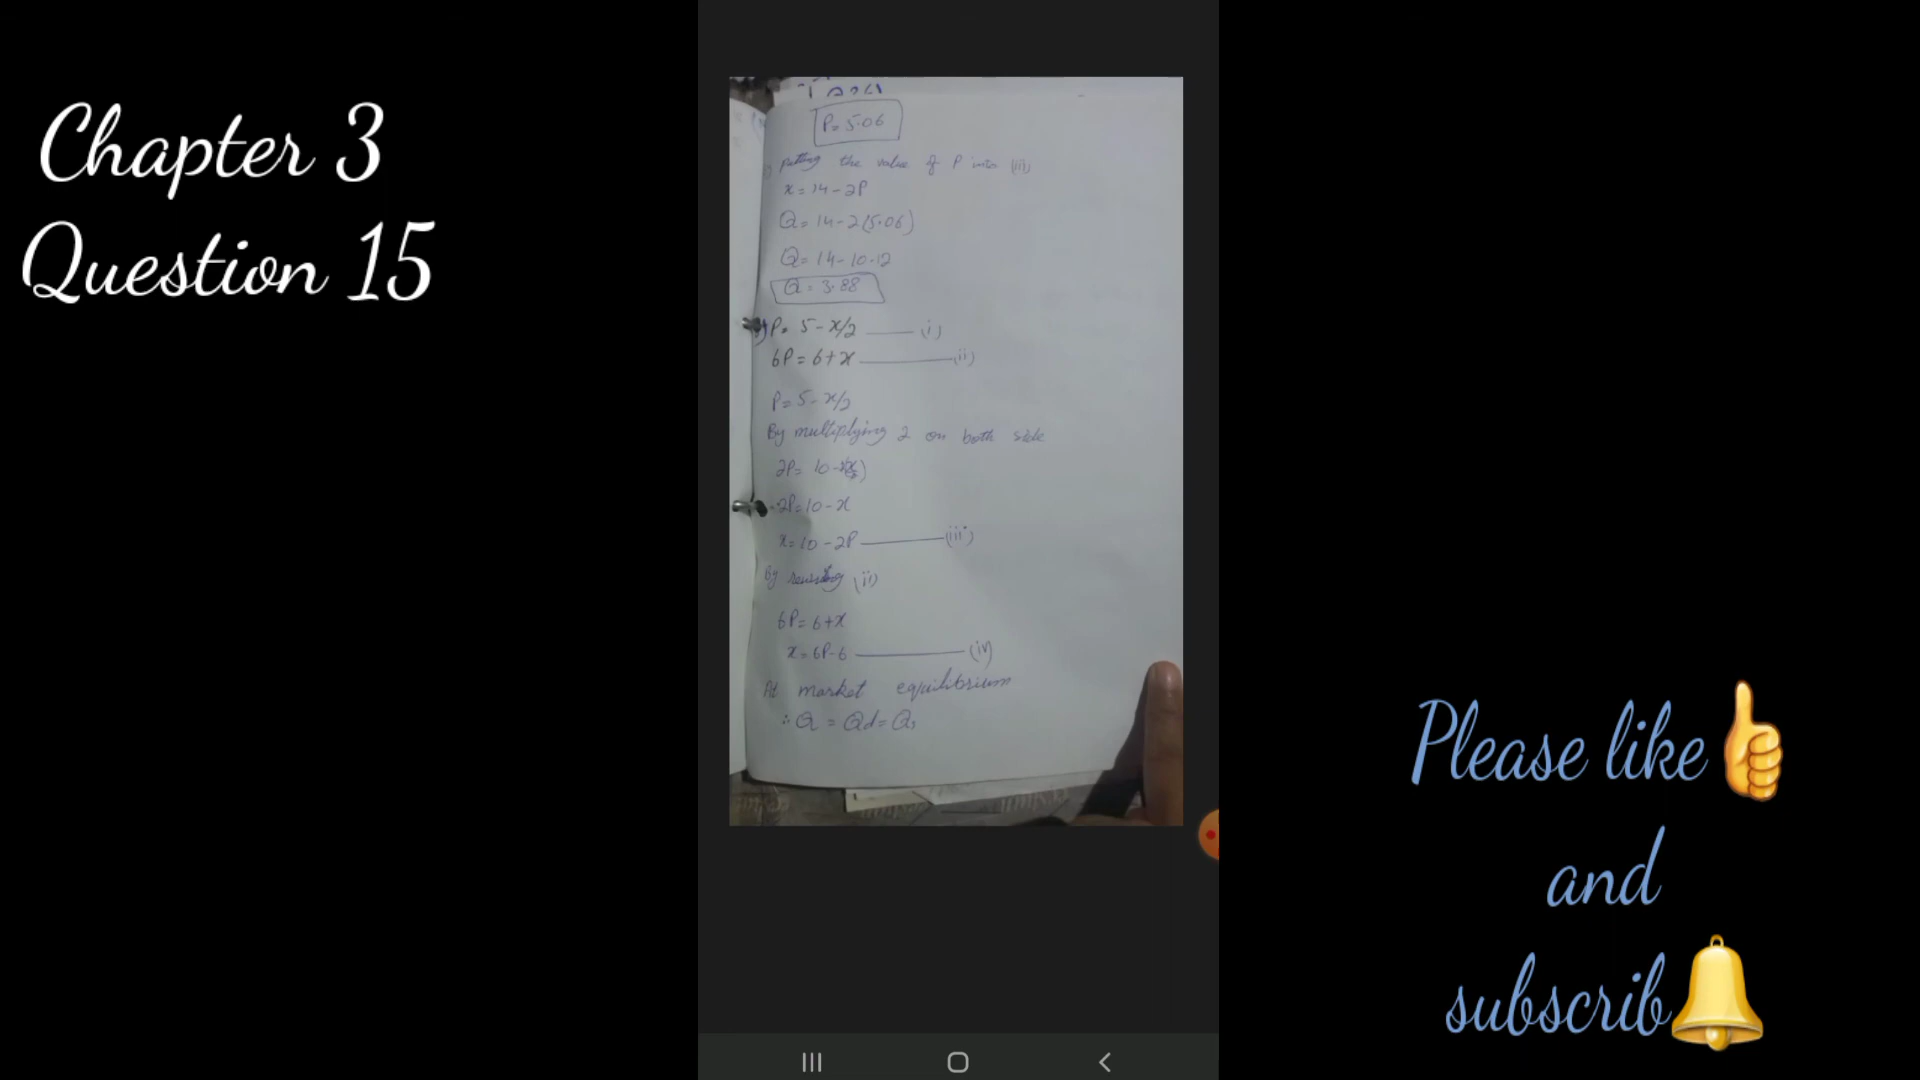 Chapter 3
Question 15
P= 5.06
putting the value of P into (iii)
x = 14 - 2P
Q = 14 - 2(5.06)
Q = 14 - 10.12
Q = 3.88
P = 5 - x/2 (i)
6P = 6 + x (ii)
P = 5 - x/2
By multiplying 2 on both side
2P = 10 -
2P = 10 - x
x = 10 - 2P (iii)
By (ii)
6P = 6 + x
x = 6P - 6 (iv)
At market equilibrium
∴ Q = Qd = Qs
Please like👍
and
subscrib🔔